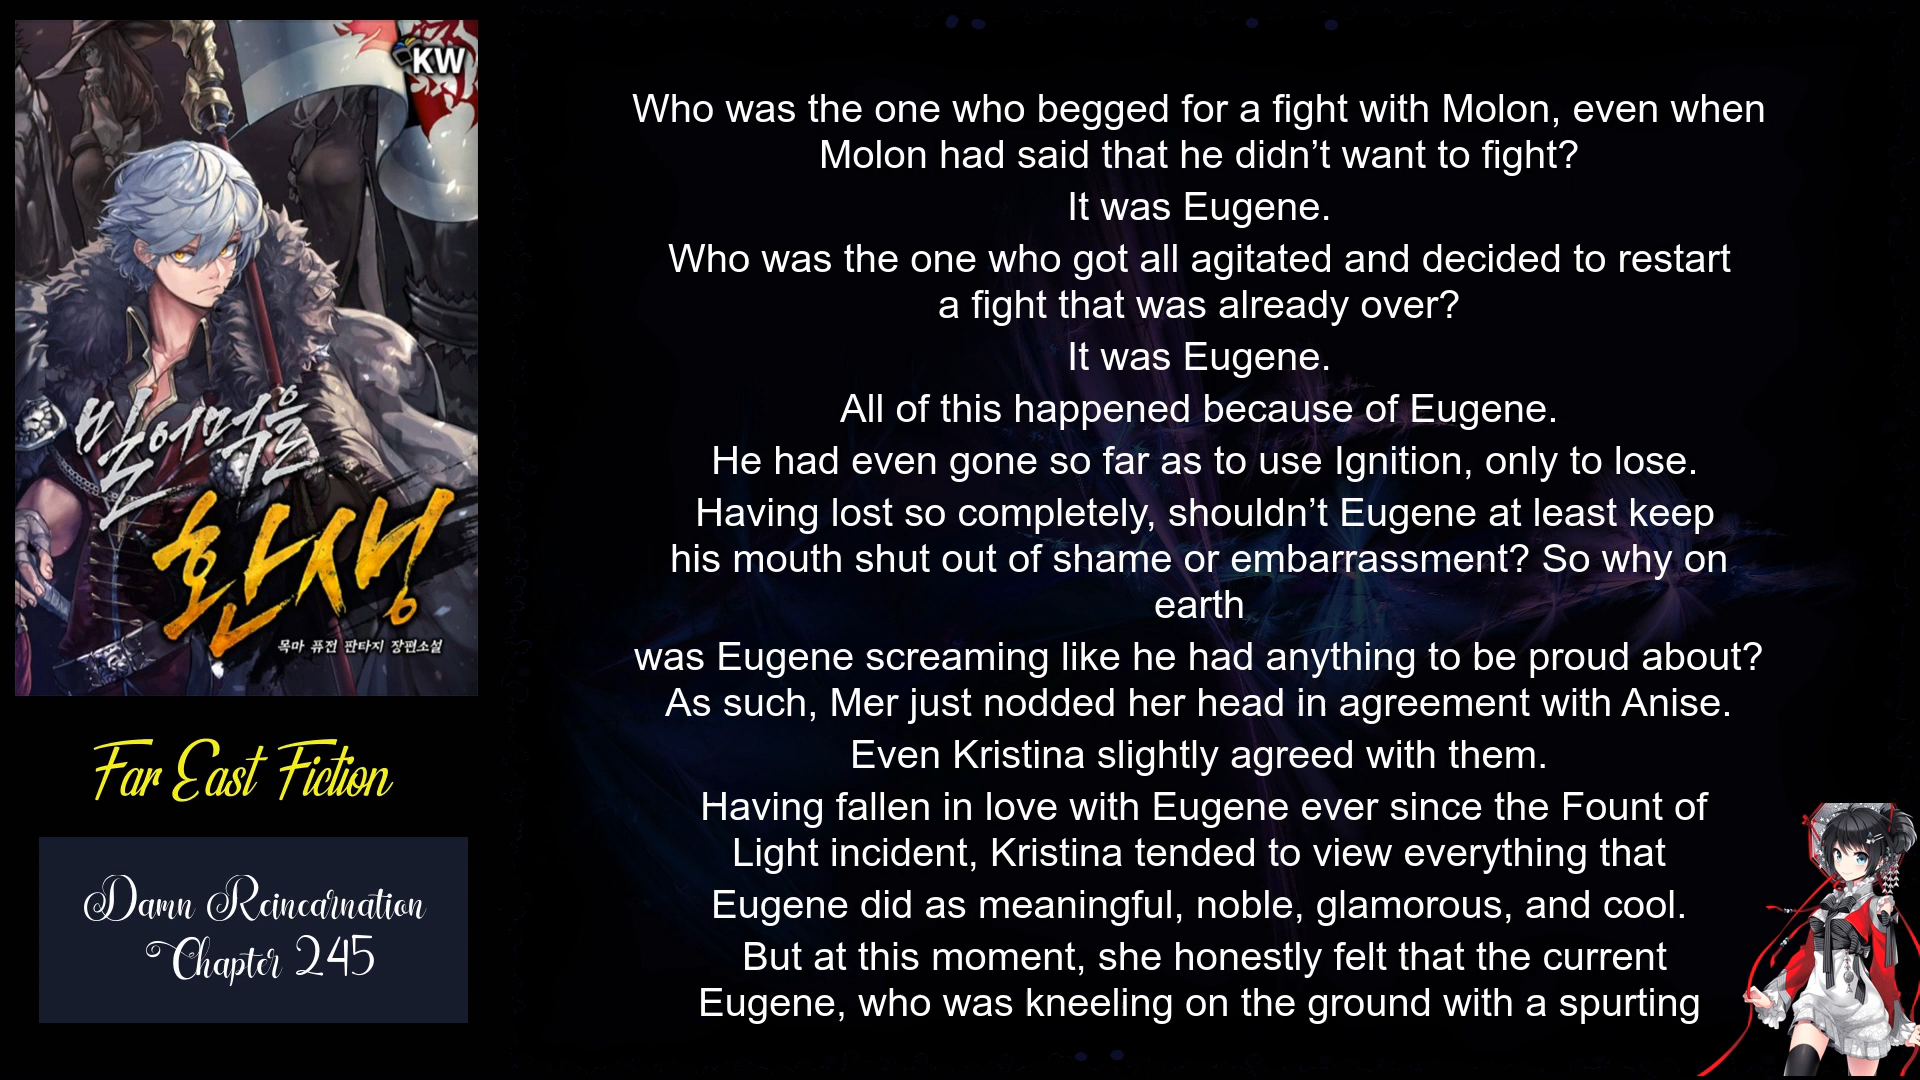 KW
빌어먹을
환생
목마 퓨전 판타지 장편소설
Far East Fiction
Damn Reincarnation
Chapter 245
Who was the one who begged for a fight with Molon, even when
Molon had said that he didn’t want to fight?
It was Eugene.
Who was the one who got all agitated and decided to restart
a fight that was already over?
It was Eugene.
All of this happened because of Eugene.
He had even gone so far as to use Ignition, only to lose.
Having lost so completely, shouldn’t Eugene at least keep
his mouth shut out of shame or embarrassment? So why on
earth
was Eugene screaming like he had anything to be proud about?
As such, Mer just nodded her head in agreement with Anise.
Even Kristina slightly agreed with them.
Having fallen in love with Eugene ever since the Fount of
Light incident, Kristina tended to view everything that
Eugene did as meaningful, noble, glamorous, and cool.
But at this moment, she honestly felt that the current
Eugene, who was kneeling on the ground with a spurting